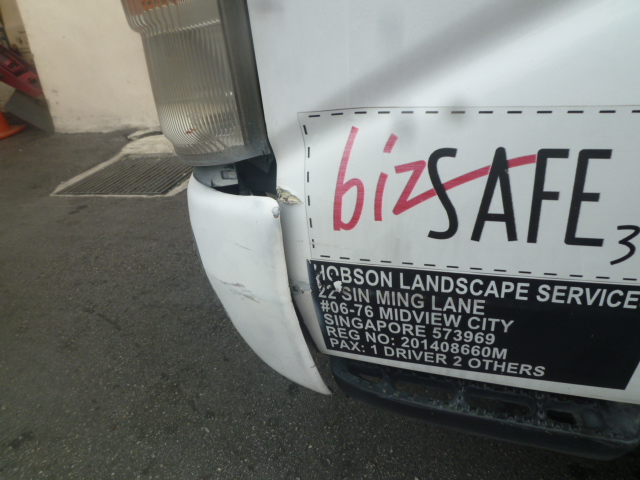 bizSAFE 3
JOBSON LANDSCAPE SERVICE
22 SIN MING LANE
#06-76 MIDVIEW CITY
SINGAPORE 573969
REG NO: 201408660M
PAX: 1 DRIVER 2 OTHERS